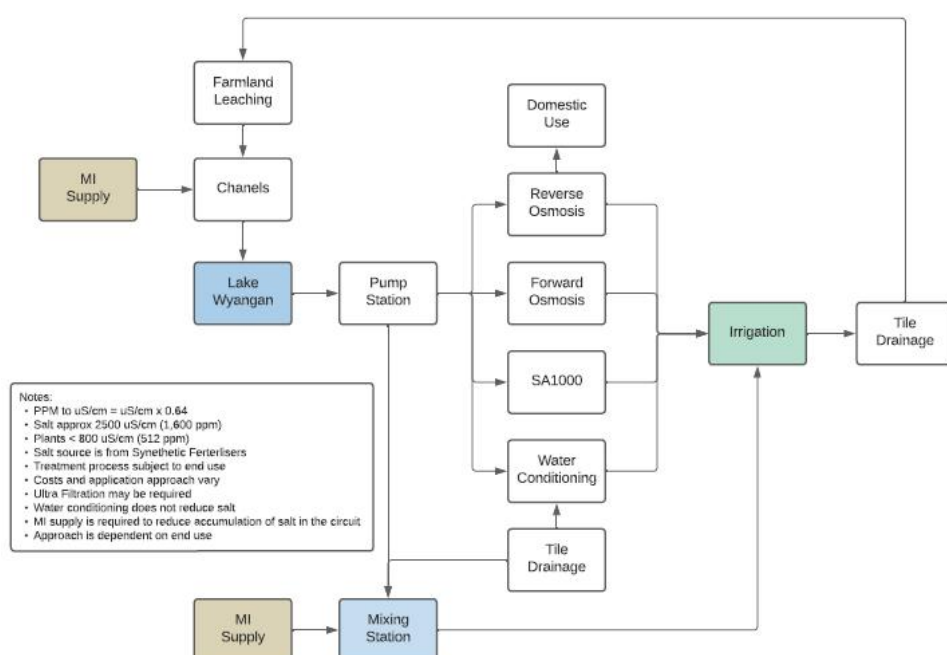 Farmland
Leaching
Domestic
Use
MI
Supply
Chanels
Reverse
Osmosis
Lake
Wyangan
Pump
Station
Forward
Osmosis
Irrigation
Tile
Drainage
SA1000
Notes:
• PPM to uS/cm = uS/cm x 0.64
• Salt approx 2500 uS/cm (1,600 ppm)
• Plants < 800 uS/cm (512 ppm)
• Salt source is from Synethetic Ferterlisers
• Treatment process subject to end use
• Costs and application approach vary
• Ultra Filtration may be required
• Water conditioning does not reduce salt
• MI supply is required to reduce accumulation of salt in the circuit
• Approach is dependent on end use
Water
Conditioning
Tile
Drainage
MI
Supply
Mixing
Station